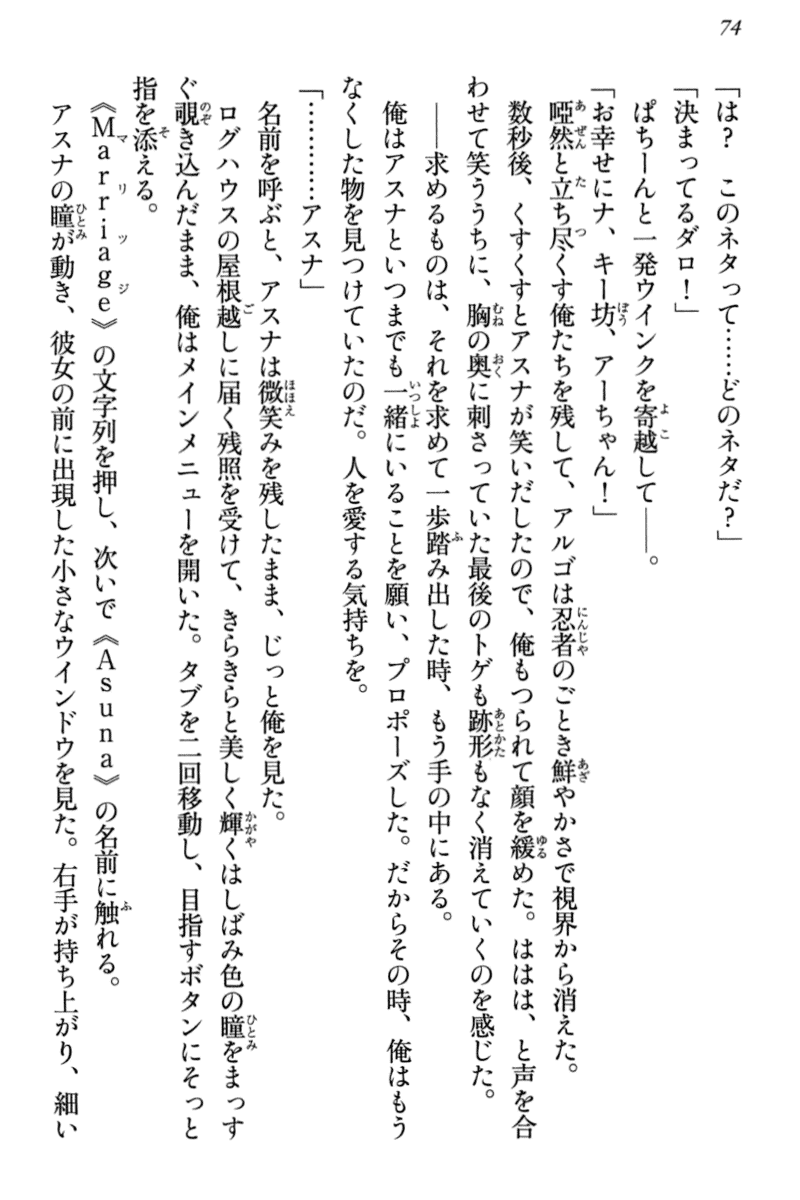 74
「は？　このネタって……どのネタだ？」
「決まってるダロ！」
　ぱちーんと一発ウインクを寄越して――。
「お幸せにナ、キー坊、アーちゃん！」
　啞然と立ち尽くす俺たちを残して、アルゴは忍者のごとき鮮やかさで視界から消えた。
　数秒後、くすくすとアスナが笑いだしたので、俺もつられて顔を緩めた。ははは、と声を合
わせて笑ううちに、胸の奥に刺さっていた最後のトゲも跡形もなく消えていくのを感じた。
　――求めるものは、それを求めて一歩踏み出した時、もう手の中にある。
　俺はアスナといつまでも一緒にいることを願い、プロポーズした。だからその時、俺はもう
なくした物を見つけていたのだ。人を愛する気持ちを。
「…………アスナ」
　名前を呼ぶと、アスナは微笑みを残したまま、じっと俺を見た。
　ログハウスの屋根越しに届く残照を受けて、きらきらと美しく輝くはしばみ色の瞳をまっす
ぐ覗き込んだまま、俺はメインメニューを開いた。タブを二回移動し、目指すボタンにそっと
指を添える。
　《Marriage》の文字列を押し、次いで《Asuna》の名前に触れる。
　アスナの瞳が動き、彼女の前に出現した小さなウインドウを見た。右手が持ち上がり、細い